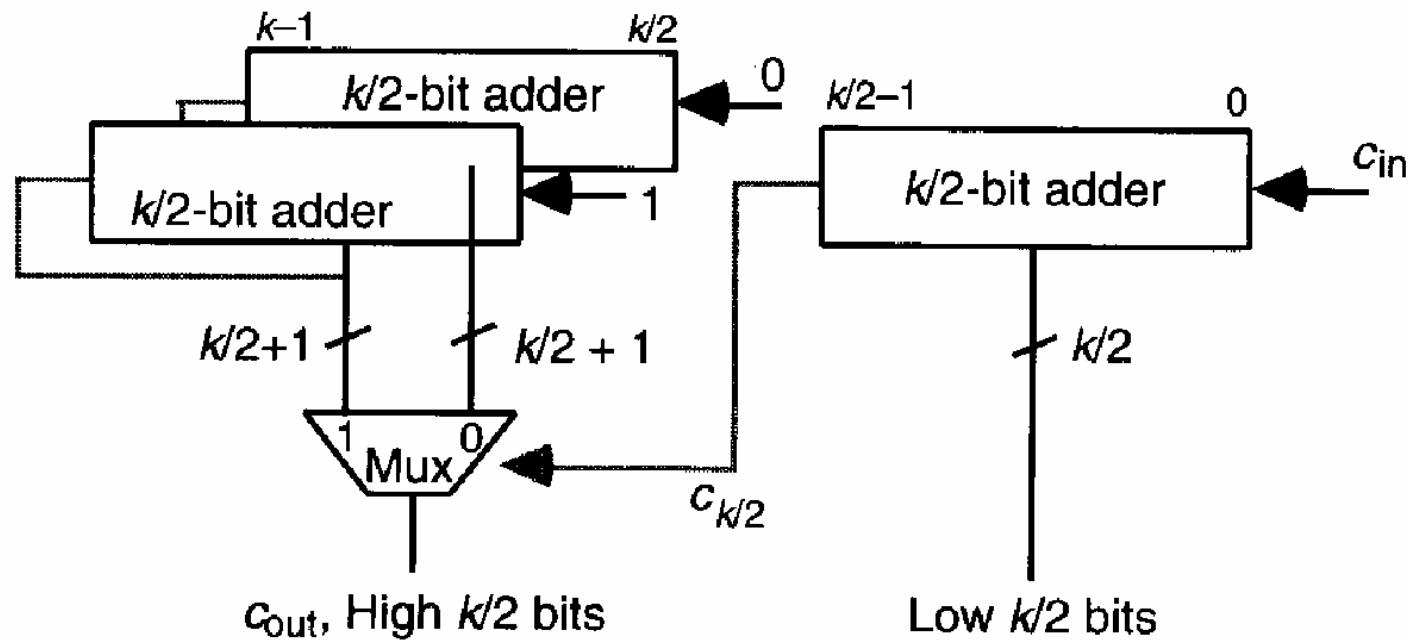 k–1
k/2
k/2-bit adder
0
k/2–1
0
k/2-bit adder
1
k/2-bit adder
c_in
k/2+1
k/2 + 1
k/2
1
0
Mux
c_k/2
c_out, High k/2 bits
Low k/2 bits